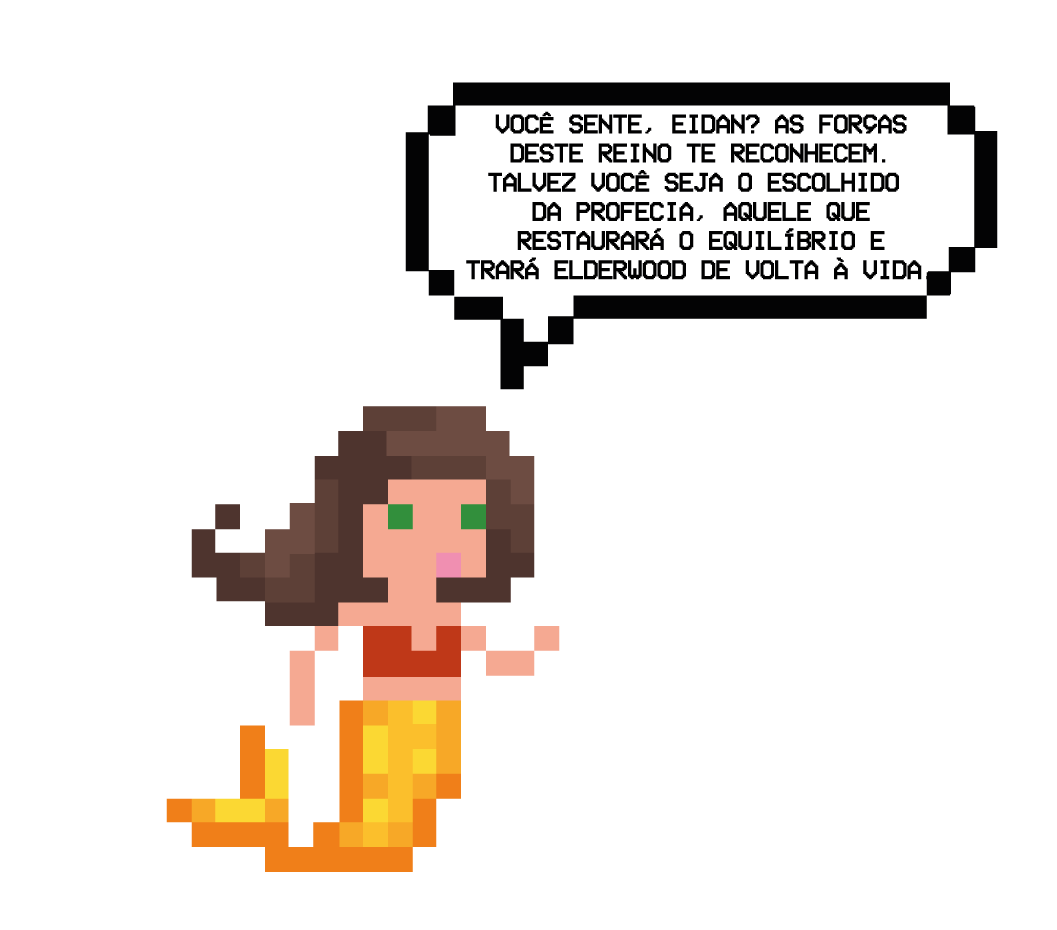 VOCÊ SENTE, EIDAN? AS FORÇAS
DESTE REINO TE RECONHECEM.
TALVEZ VOCÊ SEJA O ESCOLHIDO
DA PROFECIA, AQUELE QUE
RESTAURARÁ O EQUILÍBRIO E
TRARÁ ELDERWOOD DE VOLTA À VIDA.